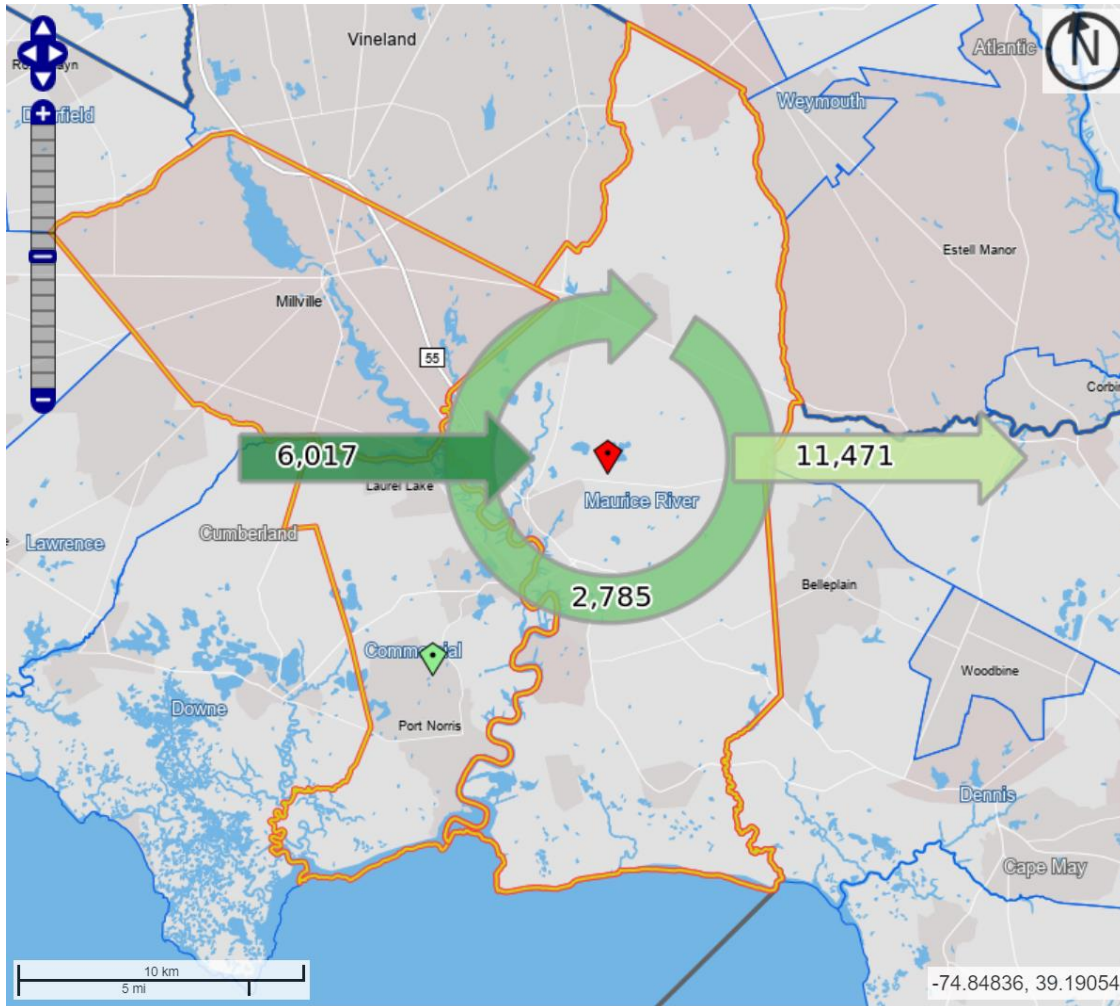 Vineland
Atlantic
N
Weymouth
Estell Manor
Millville
55
6,017
11,471
Laurel Lake
Maurice River
Cumberland
Lawrence
Belleplain
2,785
Commercial
Woodbine
Downe
Port Norris
Dennis
Cape May
10 km
5 mi
-74.84836, 39.19054